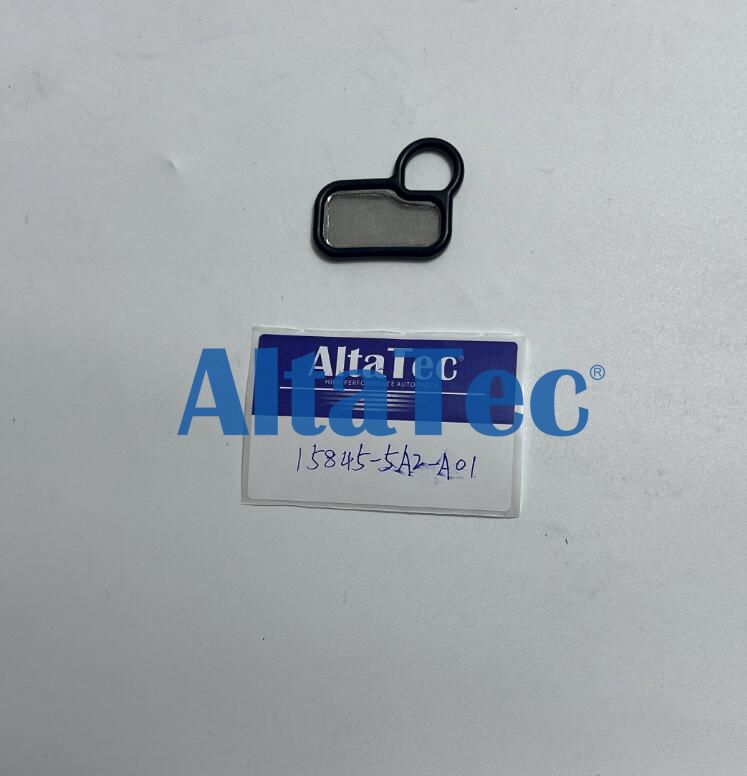 AltaTec®
HIGH PERFORMANCE AUTO PARTS
AltaTec®
15845-5A2-A01